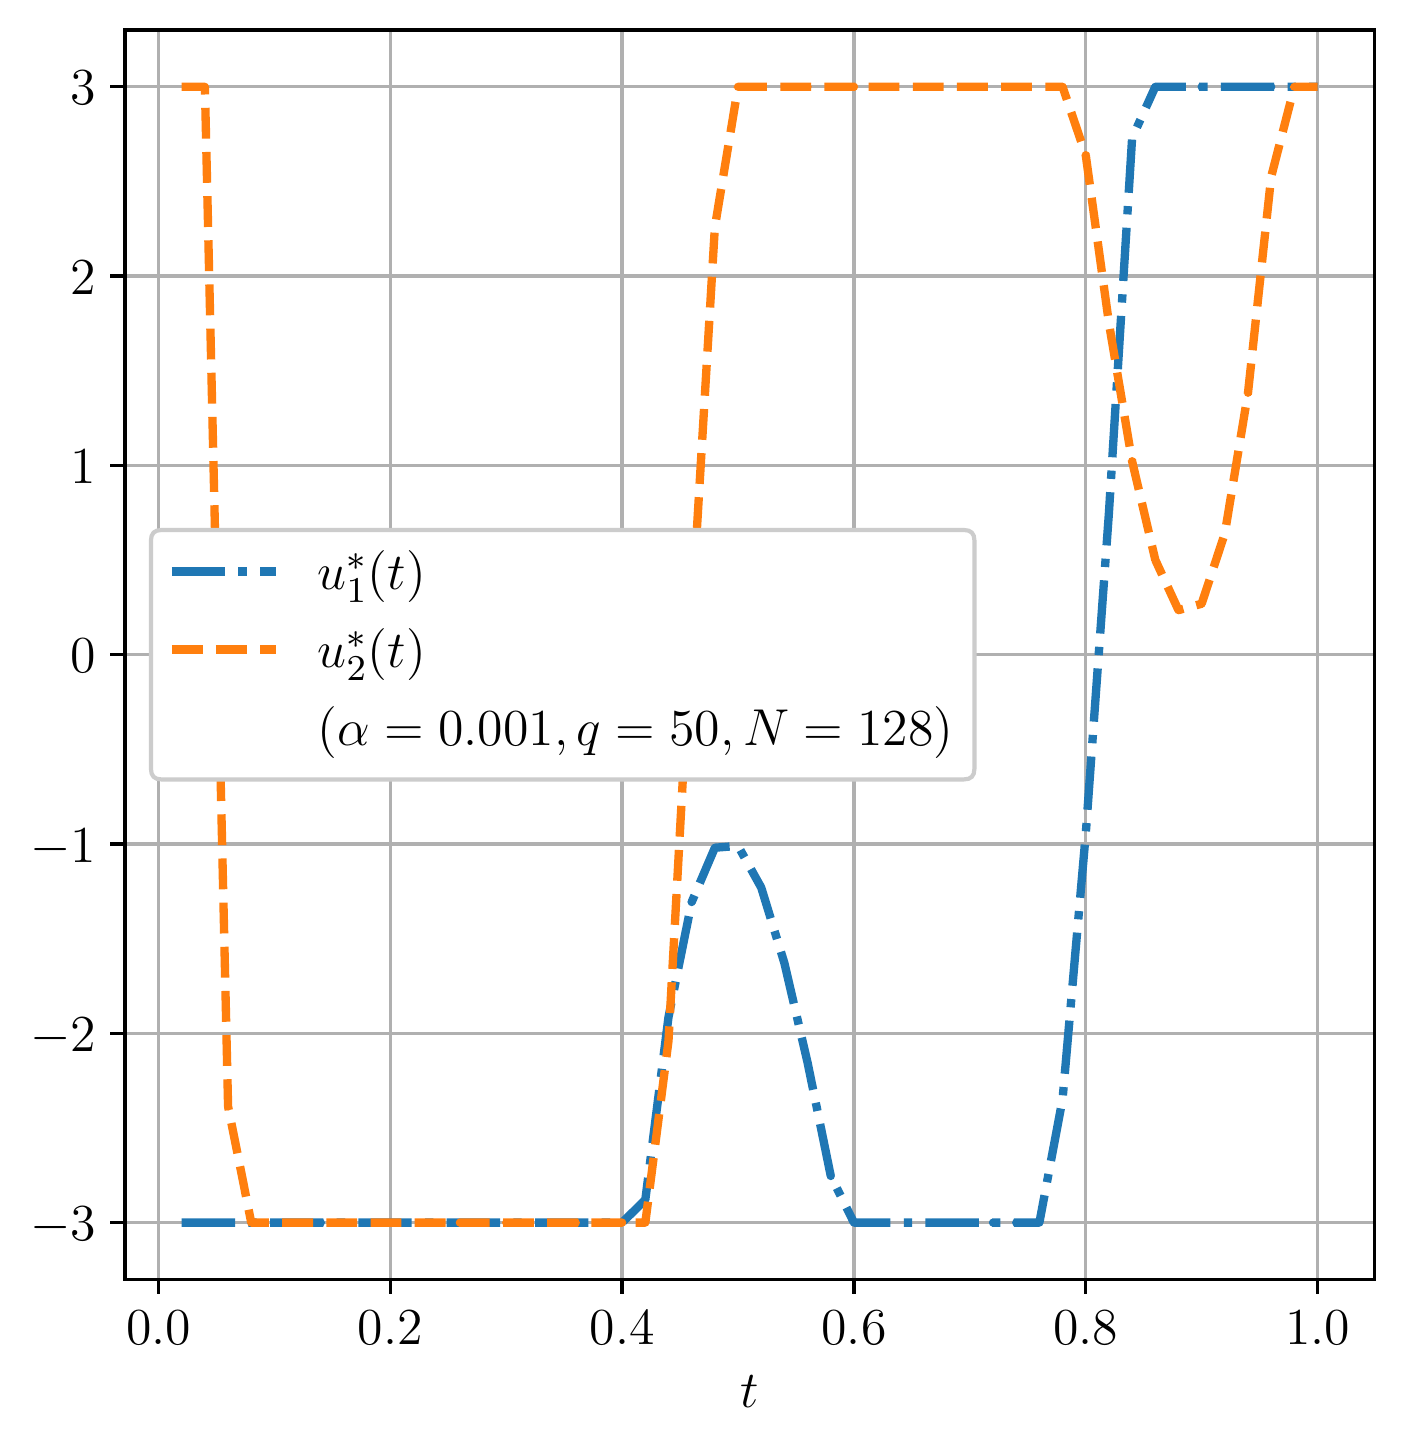 3
2
1
0
−1
−2
−3
u₁*(t)
u₂*(t)
(α = 0.001, q = 50, N = 128)
0.0 0.2 0.4 0.6 0.8 1.0
t